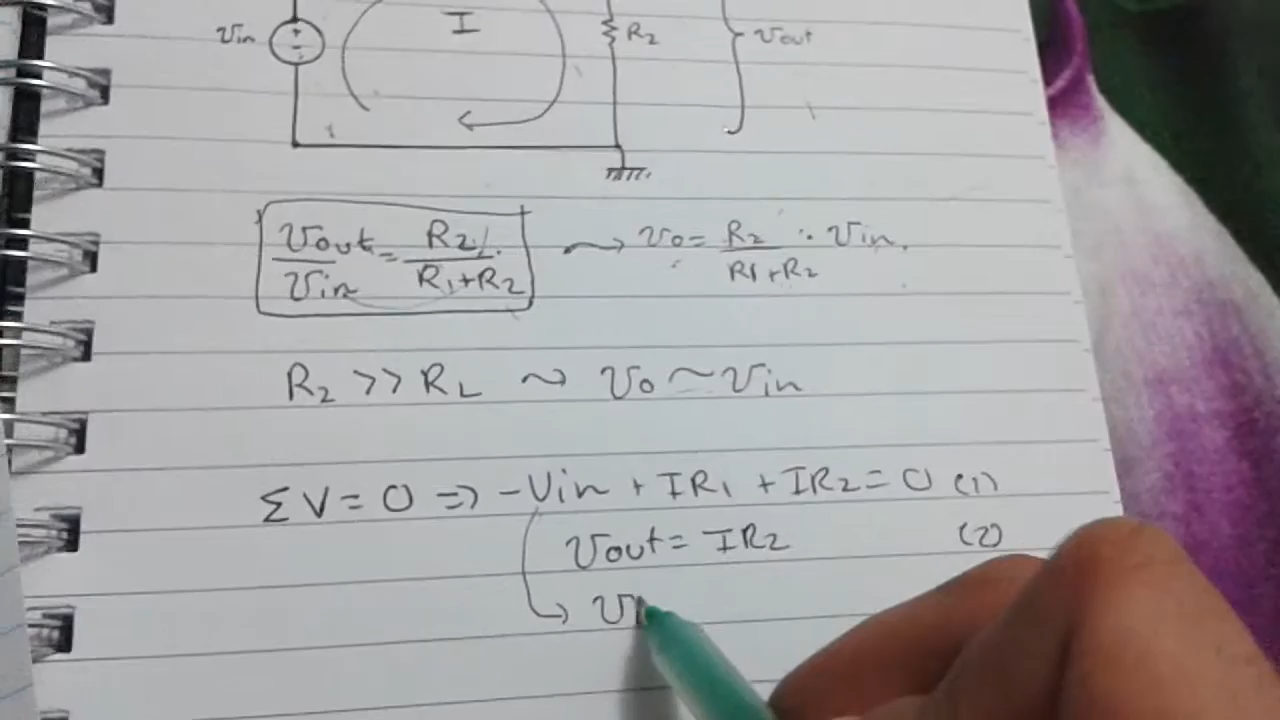 Vin + - I R2 Vout
Vout/Vin = R2/(R1+R2) ~> Vo = R2/(R1+R2) · Vin
R2 >> RL ~> Vo ~ Vin
ΣV = 0 => -Vin + IR1 + IR2 = 0 (1)
Vout = IR2 (2)
→ Vi